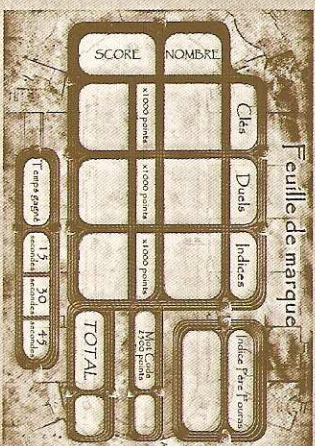 Feuille de marque
NOMBRE
SCORE
Clés
x1000 points
Duels
x1000 points
Indices
x1000 points
Indice Père Fouras
Mot Code
2500 points
TOTAL
Temps gagné
15
secondes
30
secondes
45
secondes